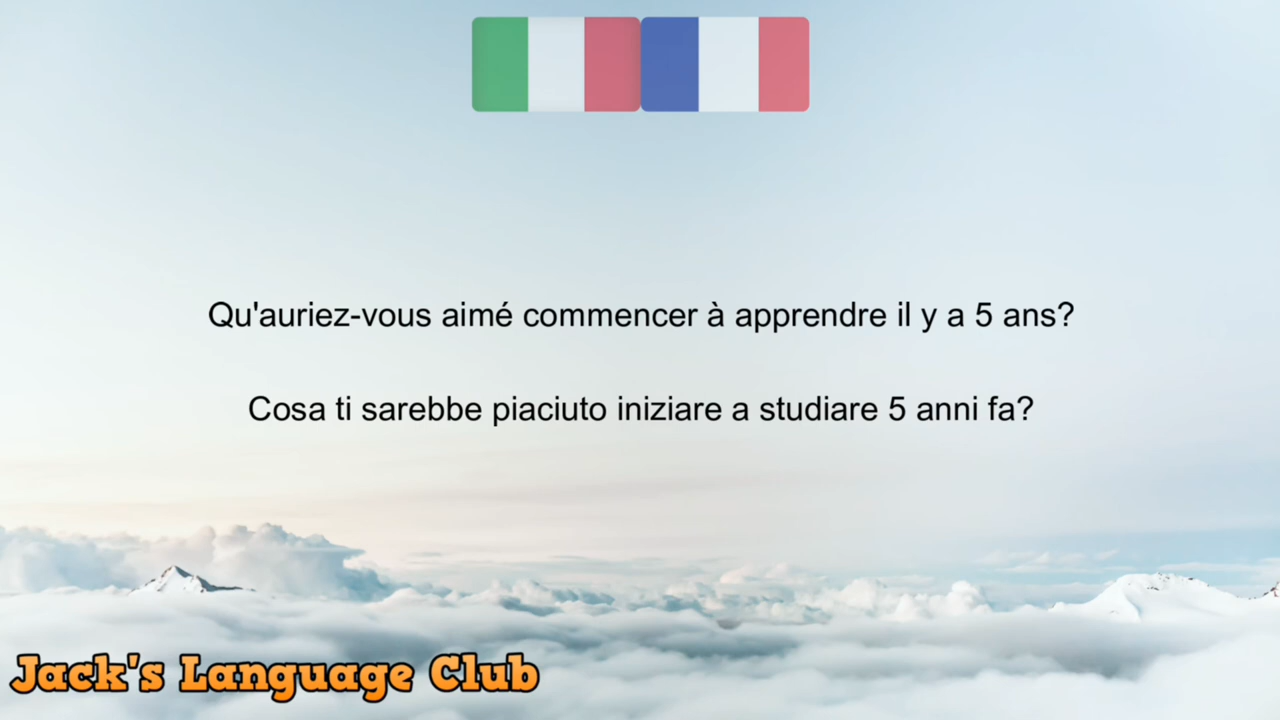 Qu'auriez-vous aimé commencer à apprendre il y a 5 ans?
Cosa ti sarebbe piaciuto iniziare a studiare 5 anni fa?
Jack's Language Club